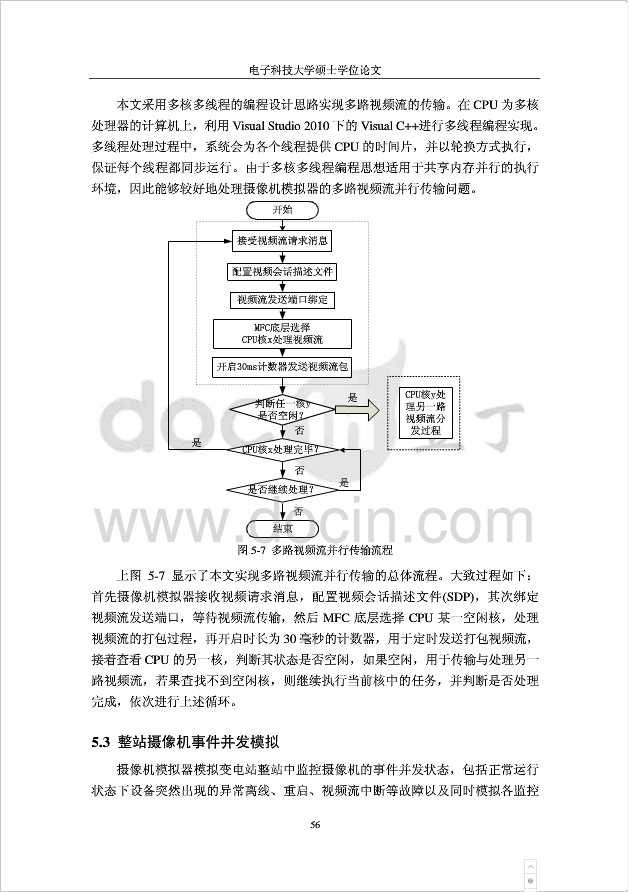 电子科技大学硕士学位论文
本文采用多核多线程的编程设计思路实现多路视频流的传输。在 CPU 为多核
处理器的计算机上，利用 Visual Studio 2010 下的 Visual C++进行多线程编程实现。
多线程处理过程中，系统会为各个线程提供 CPU 的时间片，并以轮换方式执行，
保证每个线程都同步运行。由于多核多线程编程思想适用于共享内存并行的执行
环境，因此能够较好地处理摄像机模拟器的多路视频流并行传输问题。
开始
接受视频流请求消息
配置视频会话描述文件
视频流发送端口绑定
MFC底层选择
CPU核x处理视频流
开启30ms计数器发送视频流包
判断任一核y
是否空闲？
是
CPU核y处
理另一路
视频流分
发过程
否
是
CPU核x处理完毕？
否
是否继续处理？
是
否
结束
docin 豆丁
www.docin.com
图 5-7 多路视频流并行传输流程
上图 5-7 显示了本文实现多路视频流并行传输的总体流程。大致过程如下：
首先摄像机模拟器接收视频请求消息，配置视频会话描述文件(SDP)，其次绑定
视频流发送端口，等待视频流传输，然后 MFC 底层选择 CPU 某一空闲核，处理
视频流的打包过程，再开启时长为 30 毫秒的计数器，用于定时发送打包视频流，
接着查看 CPU 的另一核，判断其状态是否空闲，如果空闲，用于传输与处理另一
路视频流，若果查找不到空闲核，则继续执行当前核中的任务，并判断是否处理
完成，依次进行上述循环。
5.3 整站摄像机事件并发模拟
摄像机模拟器模拟变电站整站中监控摄像机的事件并发状态，包括正常运行
状态下设备突然出现的异常离线、重启、视频流中断等故障以及同时模拟各监控
56